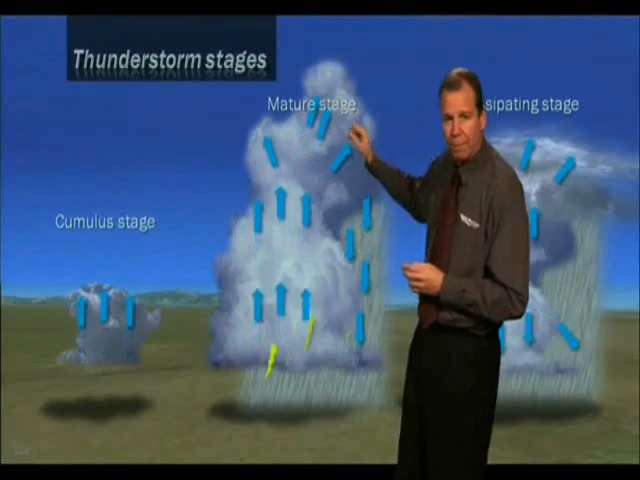 Thunderstorm stages
Mature stage
sipating stage
Cumulus stage